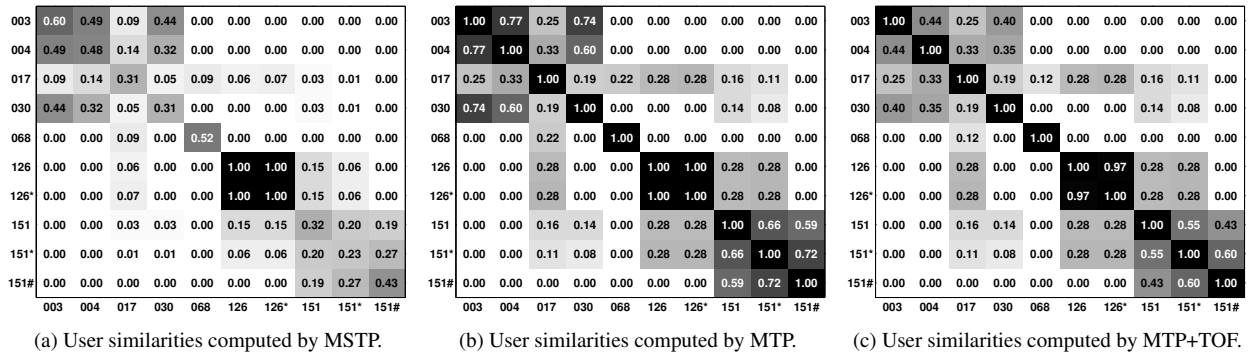 003 0.60 0.49 0.09 0.44 0.00 0.00 0.00 0.00 0.00 0.00
004 0.49 0.48 0.14 0.32 0.00 0.00 0.00 0.00 0.00 0.00
017 0.09 0.14 0.31 0.05 0.09 0.06 0.07 0.03 0.01 0.00
030 0.44 0.32 0.05 0.31 0.00 0.00 0.00 0.03 0.01 0.00
068 0.00 0.00 0.09 0.00 0.52 0.00 0.00 0.00 0.00 0.00
126 0.00 0.00 0.06 0.00 0.00 1.00 1.00 0.15 0.06 0.00
126* 0.00 0.00 0.07 0.00 0.00 1.00 1.00 0.15 0.06 0.00
151 0.00 0.00 0.03 0.03 0.00 0.15 0.15 0.32 0.20 0.19
151* 0.00 0.00 0.01 0.01 0.00 0.06 0.06 0.20 0.23 0.27
151# 0.00 0.00 0.00 0.00 0.00 0.00 0.00 0.19 0.27 0.43
003 004 017 030 068 126 126* 151 151* 151#
(a) User similarities computed by MSTP.
003 1.00 0.77 0.25 0.74 0.00 0.00 0.00 0.00 0.00 0.00
004 0.77 1.00 0.33 0.60 0.00 0.00 0.00 0.00 0.00 0.00
017 0.25 0.33 1.00 0.19 0.22 0.28 0.28 0.16 0.11 0.00
030 0.74 0.60 0.19 1.00 0.00 0.00 0.00 0.14 0.08 0.00
068 0.00 0.00 0.22 0.00 1.00 0.00 0.00 0.00 0.00 0.00
126 0.00 0.00 0.28 0.00 0.00 1.00 1.00 0.28 0.28 0.00
126* 0.00 0.00 0.28 0.00 0.00 1.00 1.00 0.28 0.28 0.00
151 0.00 0.00 0.16 0.14 0.00 0.28 0.28 1.00 0.66 0.59
151* 0.00 0.00 0.11 0.08 0.00 0.28 0.28 0.66 1.00 0.72
151# 0.00 0.00 0.00 0.00 0.00 0.00 0.00 0.59 0.72 1.00
003 004 017 030 068 126 126* 151 151* 151#
(b) User similarities computed by MTP.
003 1.00 0.44 0.25 0.40 0.00 0.00 0.00 0.00 0.00 0.00
004 0.44 1.00 0.33 0.35 0.00 0.00 0.00 0.00 0.00 0.00
017 0.25 0.33 1.00 0.19 0.12 0.28 0.28 0.16 0.11 0.00
030 0.40 0.35 0.19 1.00 0.00 0.00 0.00 0.14 0.08 0.00
068 0.00 0.00 0.12 0.00 1.00 0.00 0.00 0.00 0.00 0.00
126 0.00 0.00 0.28 0.00 0.00 1.00 0.97 0.28 0.28 0.00
126* 0.00 0.00 0.28 0.00 0.00 0.97 1.00 0.28 0.28 0.00
151 0.00 0.00 0.16 0.14 0.00 0.28 0.28 1.00 0.55 0.43
151* 0.00 0.00 0.11 0.08 0.00 0.28 0.28 0.55 1.00 0.60
151# 0.00 0.00 0.00 0.00 0.00 0.00 0.00 0.43 0.60 1.00
003 004 017 030 068 126 126* 151 151* 151#
(c) User similarities computed by MTP+TOF.